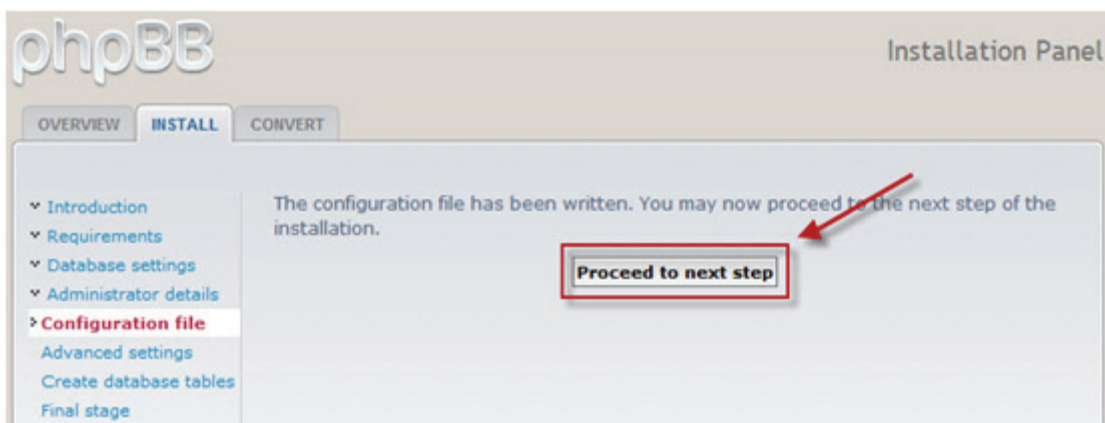 phpBB
Installation Panel
OVERVIEW INSTALL CONVERT
Introduction
Requirements
Database settings
Administrator details
Configuration file
Advanced settings
Create database tables
Final stage
The configuration file has been written. You may now proceed to the next step of the
installation.
Proceed to next step